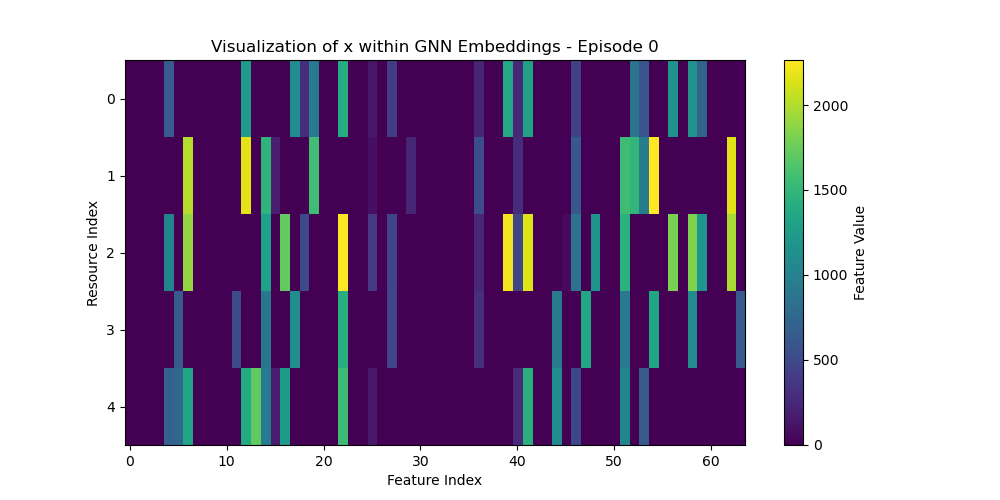 Visualization of x within GNN Embeddings - Episode 0
Resource Index
0
1
2
3
4
0 10 20 30 40 50 60
Feature Index
2000
1500
1000
500
0
Feature Value